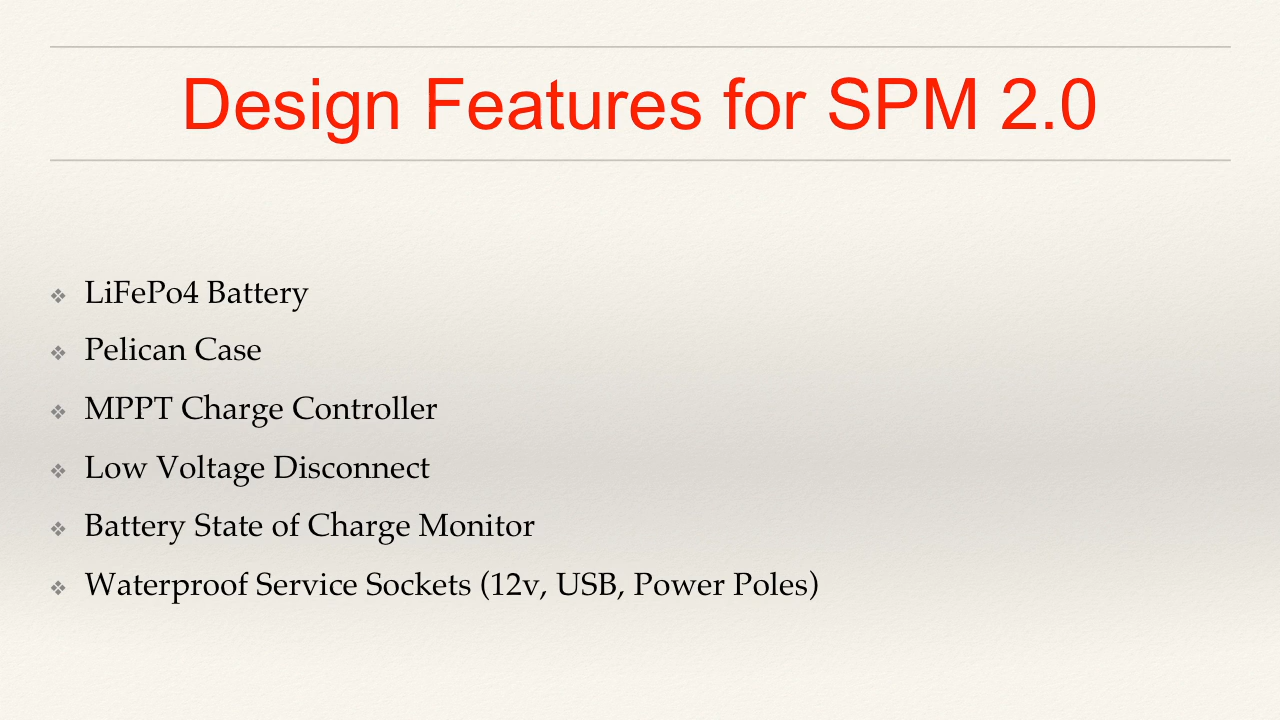 Design Features for SPM 2.0
❖ LiFePo4 Battery
❖ Pelican Case
❖ MPPT Charge Controller
❖ Low Voltage Disconnect
❖ Battery State of Charge Monitor
❖ Waterproof Service Sockets (12v, USB, Power Poles)